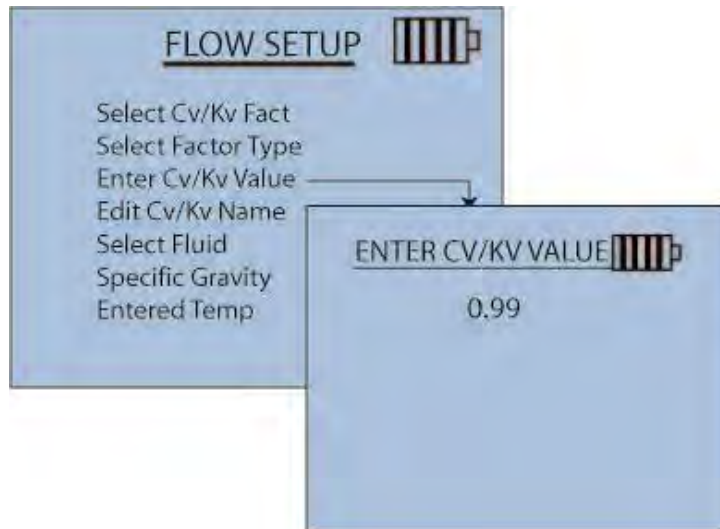 FLOW SETUP
Select Cv/Kv Fact
Select Factor Type
Enter Cv/Kv Value
Edit Cv/Kv Name
Select Fluid
Specific Gravity
Entered Temp
ENTER CV/KV VALUE
0.99